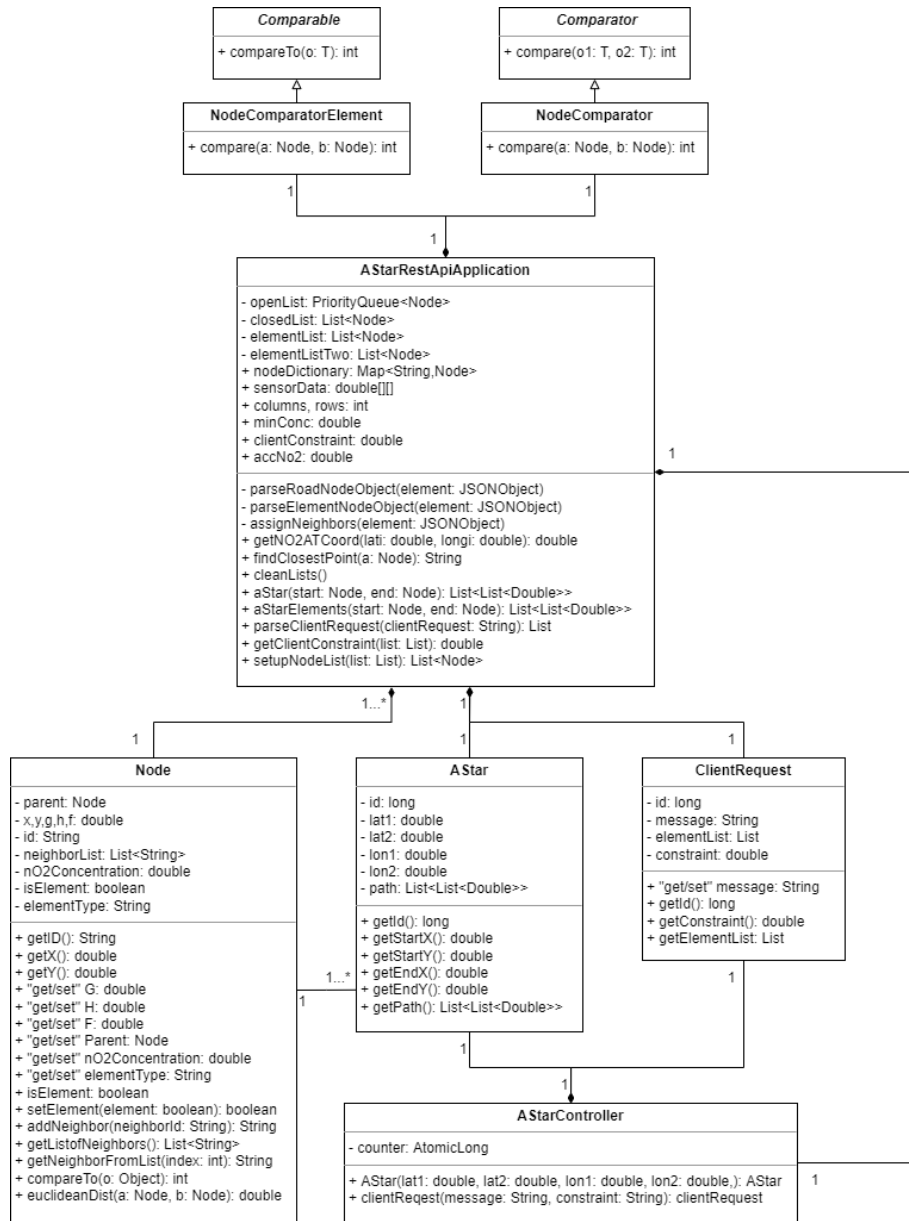 Comparable
+ compareTo(o: T): int
Comparator
+ compare(o1: T, o2: T): int
NodeComparatorElement
+ compare(a: Node, b: Node): int
NodeComparator
+ compare(a: Node, b: Node): int
1
1
1
AStarRestApiApplication
- openList: PriorityQueue<Node>
- closedList: List<Node>
- elementList: List<Node>
- elementListTwo: List<Node>
+ nodeDictionary: Map<String,Node>
+ sensorData: double[][]
+ columns, rows: int
+ minConc: double
+ clientConstraint: double
+ accNo2: double
- parseRoadNodeObject(element: JSONObject)
- parseElementNodeObject(element: JSONObject)
- assignNeighbors(element: JSONObject)
+ getNO2ATCoord(lati: double, longi: double): double
+ findClosestPoint(a: Node): String
+ cleanLists()
+ aStar(start: Node, end: Node): List<List<Double>>
+ aStarElements(start: Node, end: Node): List<List<Double>>
+ parseClientRequest(clientRequest: String): List
+ getClientConstraint(list: List): double
+ setupNodeList(list: List): List<Node>
1
1...*
1
1
1
1
Node
- parent: Node
- x,y,g,h,f: double
- id: String
- neighborList: List<String>
- nO2Concentration: double
- isElement: boolean
- elementType: String
+ getID(): String
+ getX(): double
+ getY(): double
+ "get/set" G: double
+ "get/set" H: double
+ "get/set" F: double
+ "get/set" Parent: Node
+ "get/set" nO2Concentration: double
+ "get/set" elementType: String
+ isElement: boolean
+ setElement(element: boolean): boolean
+ addNeighbor(neighborId: String): String
+ getListofNeighbors(): List<String>
+ getNeighborFromList(index: int): String
+ compareTo(o: Object): int
+ euclideanDist(a: Node, b: Node): double
1...*
1
AStar
- id: long
- lat1: double
- lat2: double
- lon1: double
- lon2: double
- path: List<List<Double>>
+ getId(): long
+ getStartX(): double
+ getStartY(): double
+ getEndX(): double
+ getEndY(): double
+ getPath(): List<List<Double>>
ClientRequest
- id: long
- message: String
- elementList: List
- constraint: double
+ "get/set" message: String
+ getId(): long
+ getConstraint(): double
+ getElementList: List
1
1
1
AStarController
- counter: AtomicLong
+ AStar(lat1: double, lat2: double, lon1: double, lon2: double,): AStar
+ clientReqest(message: String, constraint: String): clientRequest
1